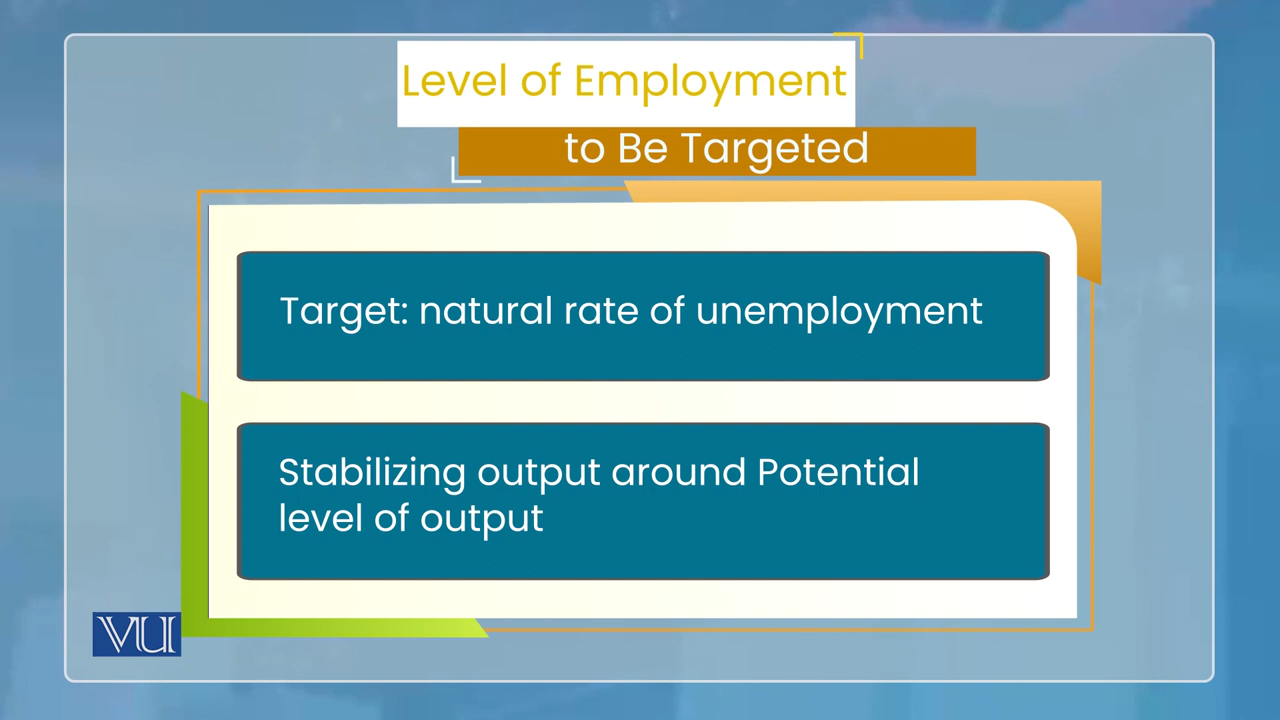 Level of Employment
to Be Targeted
Target: natural rate of unemployment
Stabilizing output around Potential
level of output
VU